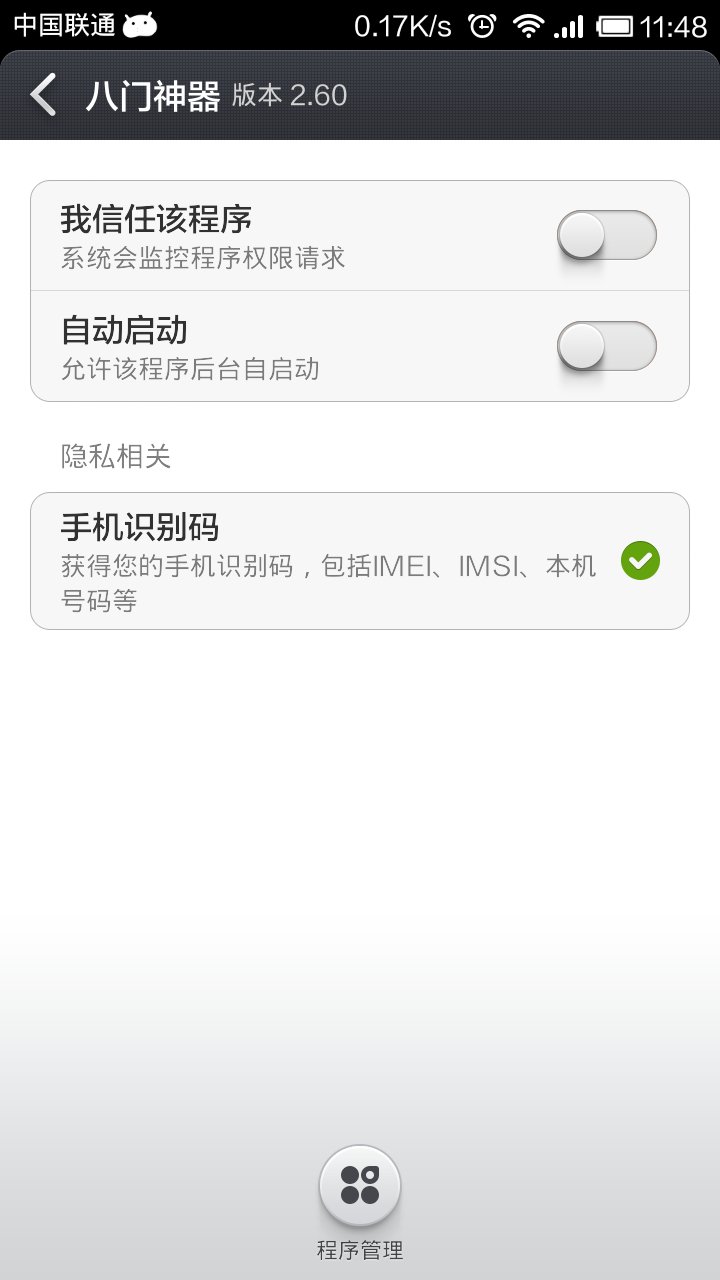 中国联通 0.17K/s 11:48
八门神器 版本 2.60
我信任该程序
系统会监控程序权限请求
自动启动
允许该程序后台自启动
隐私相关
手机识别码
获得您的手机识别码，包括IMEI、IMSI、本机
号码等
程序管理